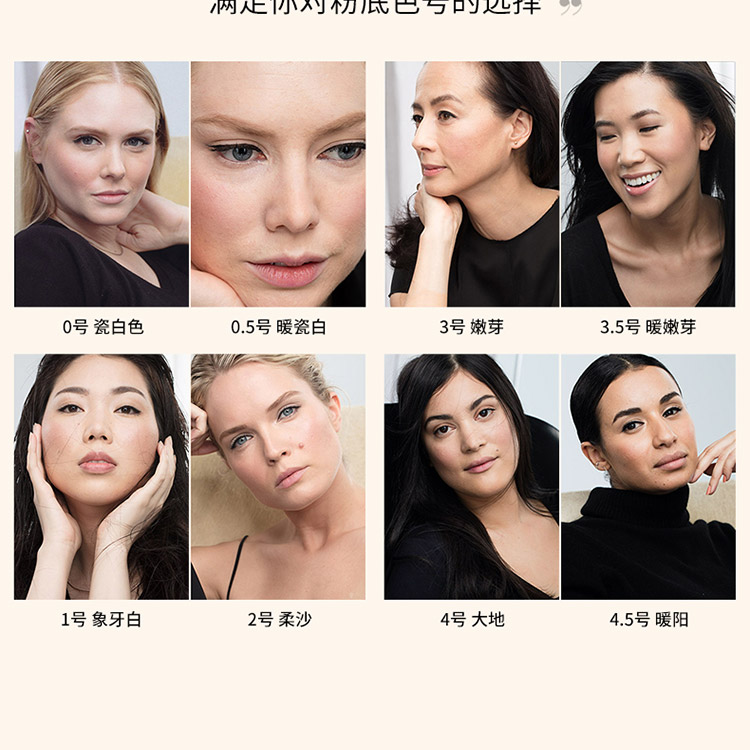 满足你对粉底色号的选择 ”
0号 瓷白色
0.5号 暖瓷白
3号 嫩芽
3.5号 暖嫩芽
1号 象牙白
2号 柔沙
4号 大地
4.5号 暖阳